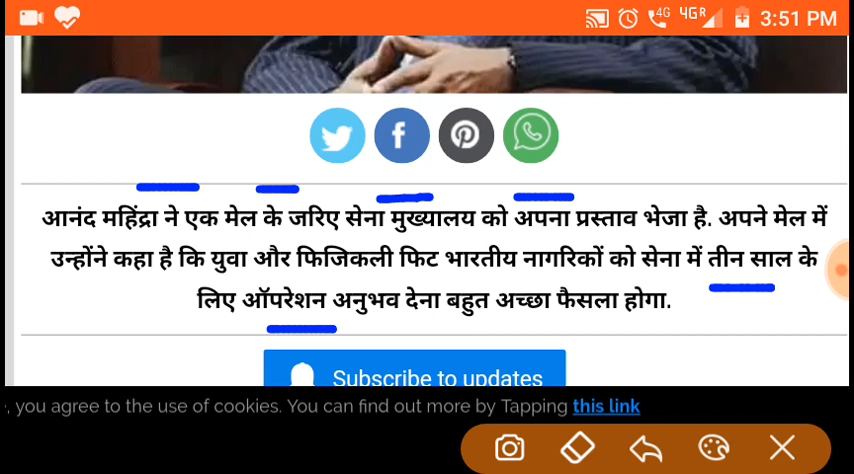 4G 4GR 3:51 PM
आनंद महिंद्रा ने एक मेल के जरिए सेना मुख्यालय को अपना प्रस्ताव भेजा है. अपने मेल में
उन्होंने कहा है कि युवा और फिजिकली फिट भारतीय नागरिकों को सेना में तीन साल के
लिए ऑपरेशन अनुभव देना बहुत अच्छा फैसला होगा.
Subscribe to updates
, you agree to the use of cookies. You can find out more by Tapping this link